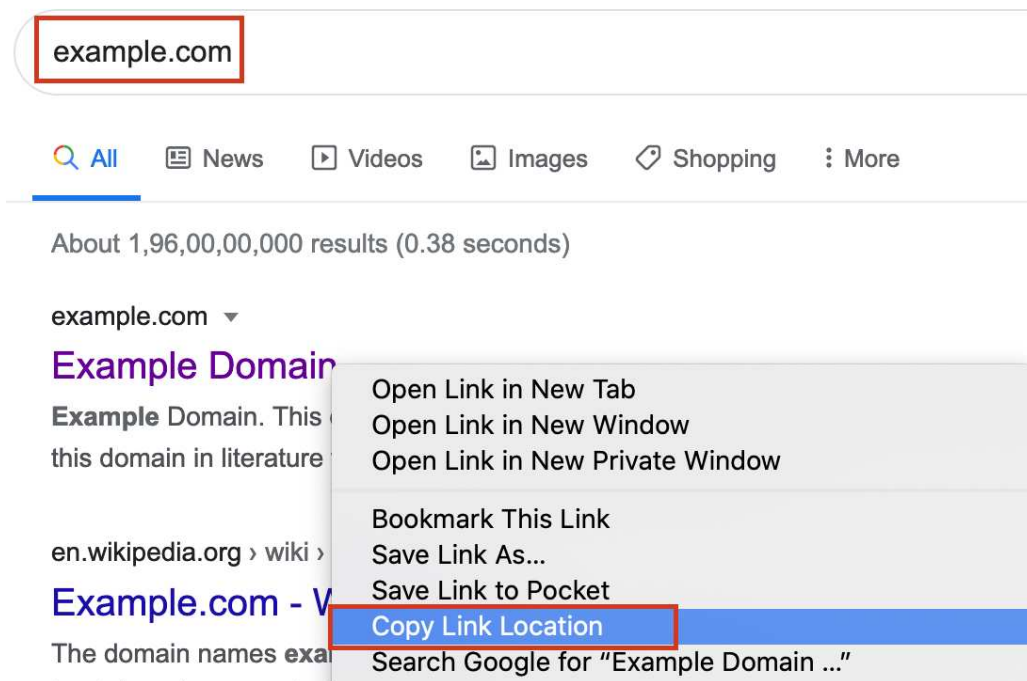 example.com
All News Videos Images Shopping More
About 1,96,00,00,000 results (0.38 seconds)
example.com
Example Domain
Example Domain. This
this domain in literature
en.wikipedia.org › wiki ›
Example.com -
The domain names
Open Link in New Tab
Open Link in New Window
Open Link in New Private Window
Bookmark This Link
Save Link As...
Save Link to Pocket
Copy Link Location
Search Google for “Example Domain ...”